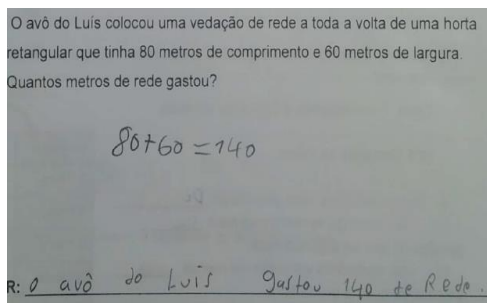 O avô do Luís colocou uma vedação de rede a toda a volta de uma horta
retangular que tinha 80 metros de comprimento e 60 metros de largura.
Quantos metros de rede gastou?
80+60=140
R: O avô do Luis gastou 140 de Rede.